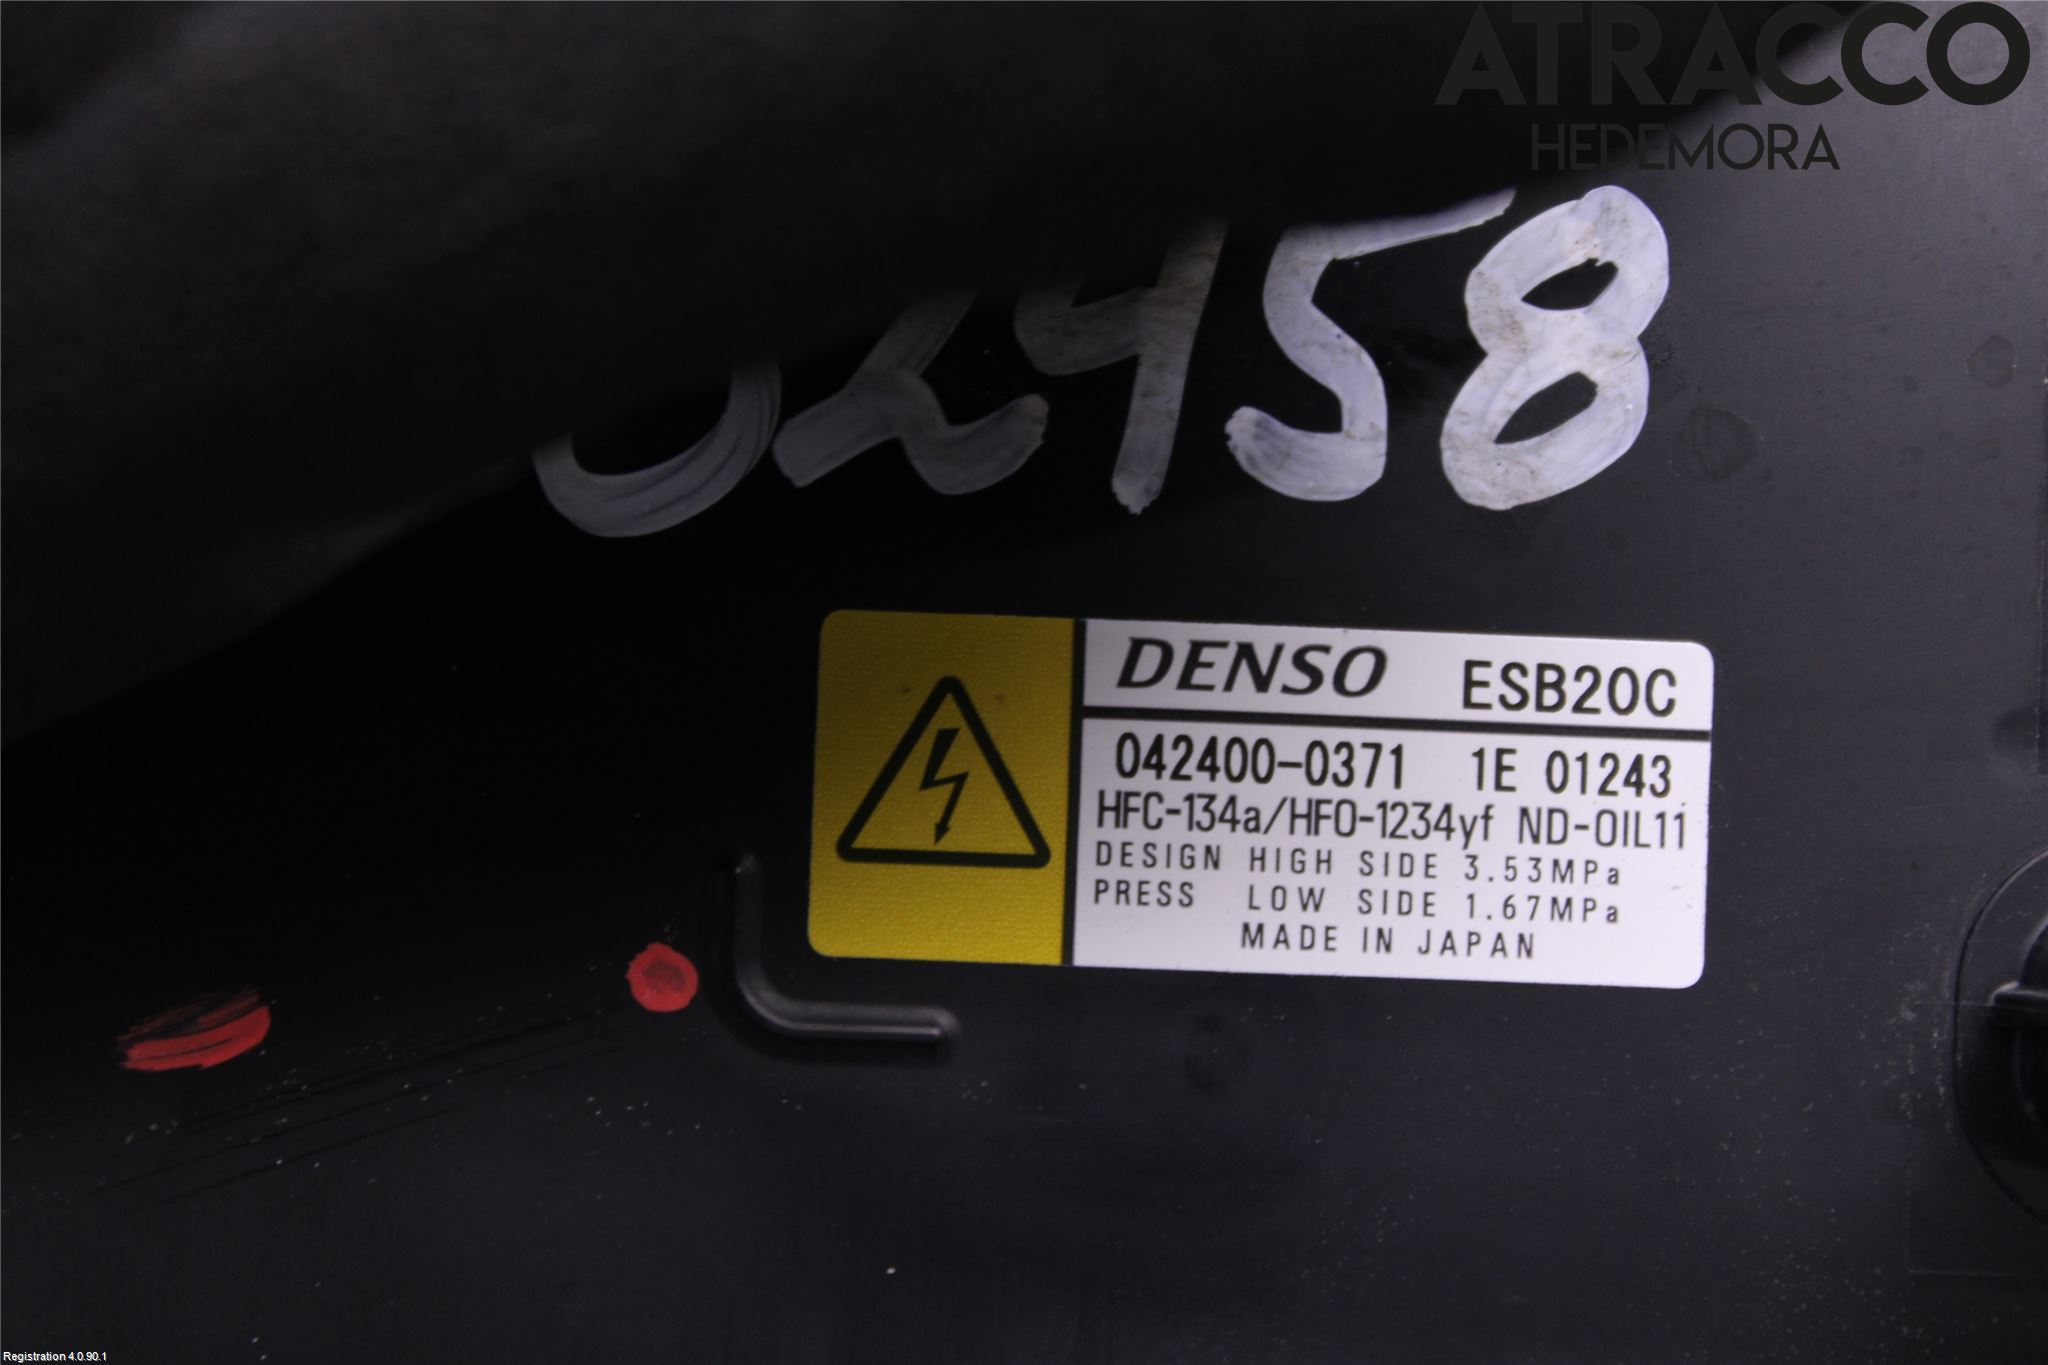 ATRACCO
HEDEMORA
02458
DENSO ESB20C
042400-0371 1E 01243
HFC-134a/HFO-1234yf ND-OIL11
DESIGN HIGH SIDE 3.53MPa
PRESS LOW SIDE 1.67MPa
MADE IN JAPAN
Registration 4.0.90.1